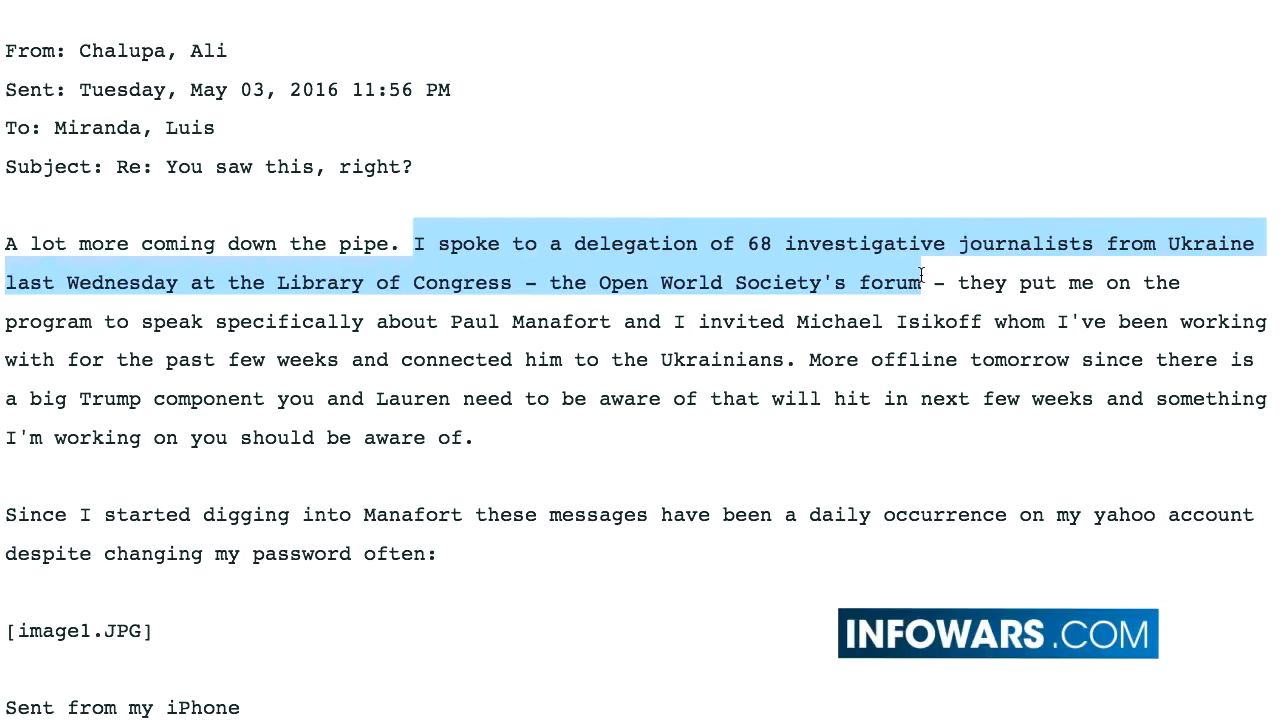 From: Chalupa, Ali
Sent: Tuesday, May 03, 2016 11:56 PM
To: Miranda, Luis
Subject: Re: You saw this, right?
A lot more coming down the pipe. I spoke to a delegation of 68 investigative journalists from Ukraine
last Wednesday at the Library of Congress – the Open World Society's forum – they put me on the
program to speak specifically about Paul Manafort and I invited Michael Isikoff whom I've been working
with for the past few weeks and connected him to the Ukrainians. More offline tomorrow since there is
a big Trump component you and Lauren need to be aware of that will hit in next few weeks and something
I'm working on you should be aware of.
Since I started digging into Manafort these messages have been a daily occurrence on my yahoo account
despite changing my password often:
[image1.JPG]
INFOWARS.COM
Sent from my iPhone